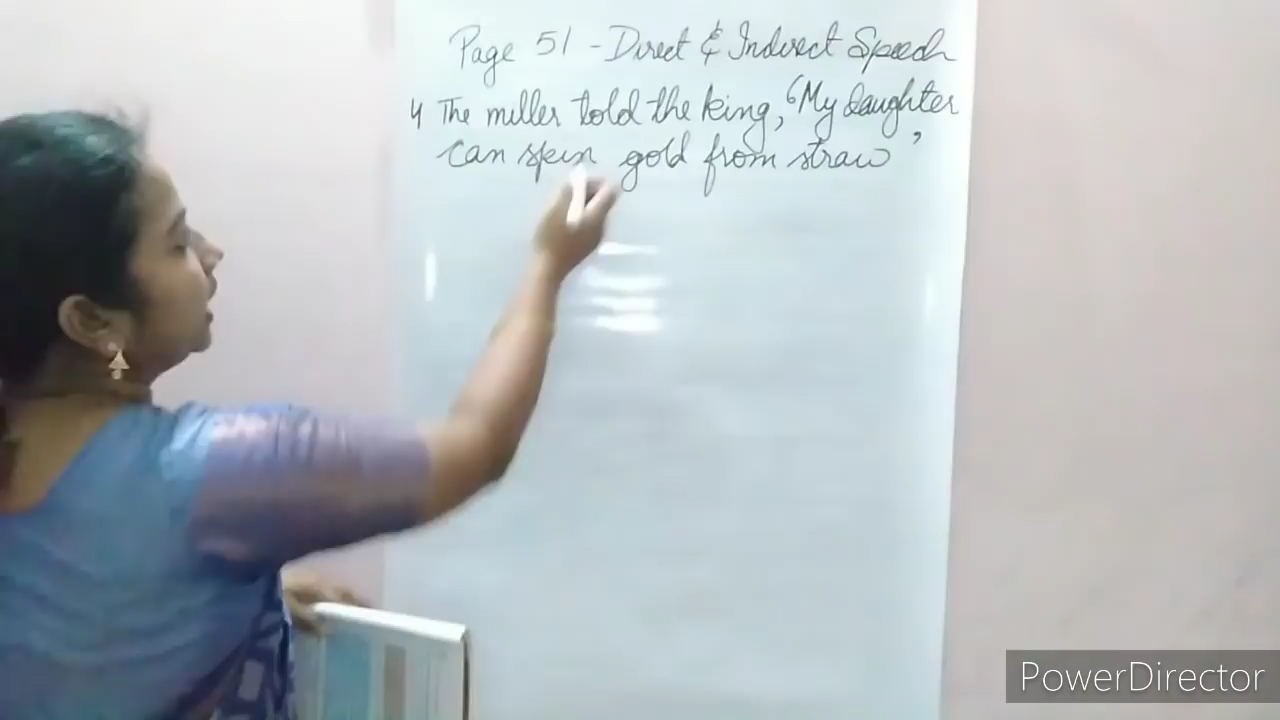 Page 51 - Direct & Indirect Speech
4 The miller told the king, 'My daughter
can spin gold from straw '
PowerDirector